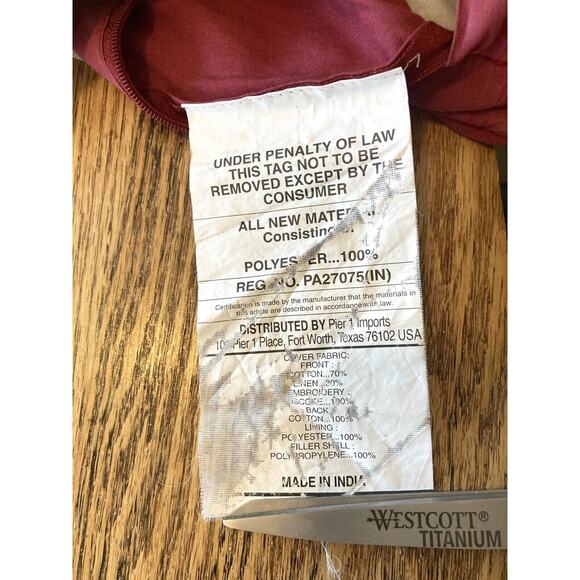 UNDER PENALTY OF LAW
THIS TAG NOT TO BE
REMOVED EXCEPT BY THE
CONSUMER
ALL NEW MATERIAL
Consisting of
POLYESTER...100%
REG. NO. PA27075(IN)
Certification is made by the manufacturer that the materials in
this article are described in accordance with law.
DISTRIBUTED BY Pier 1 Imports
Pier 1 Place, Fort Worth, Texas 76102 USA
COVER FABRIC:
FRONT :
COTTON...70%
LINEN...30%
EMBROIDERY :
BACK
COTTON...100%
LINING :
POLYESTER...100%
FILLER SHELL :
POLYPROPYLENE...100%
MADE IN INDIA
WESTCOTT®
TITANIUM